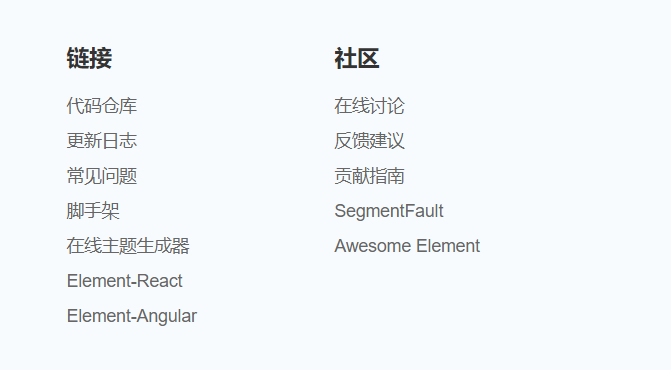 链接
代码仓库
更新日志
常见问题
脚手架
在线主题生成器
Element-React
Element-Angular
社区
在线讨论
反馈建议
贡献指南
SegmentFault
Awesome Element